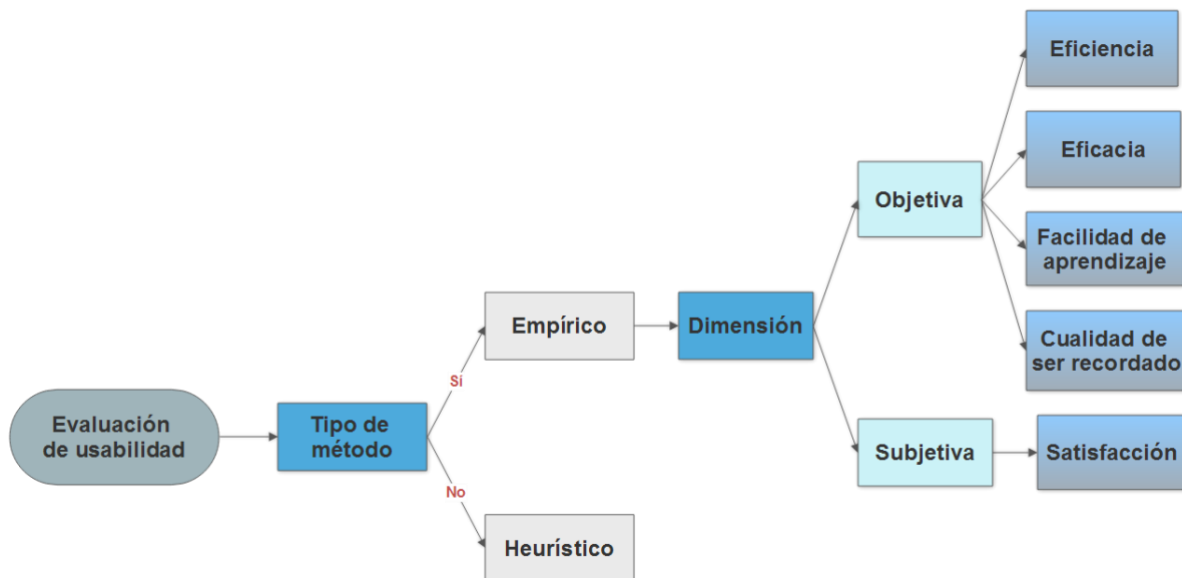 Evaluación
de usabilidad
Tipo de
método
Sí
No
Empírico
Heurístico
Dimensión
Objetiva
Subjetiva
Eficiencia
Eficacia
Facilidad de
aprendizaje
Cualidad de
ser recordado
Satisfacción